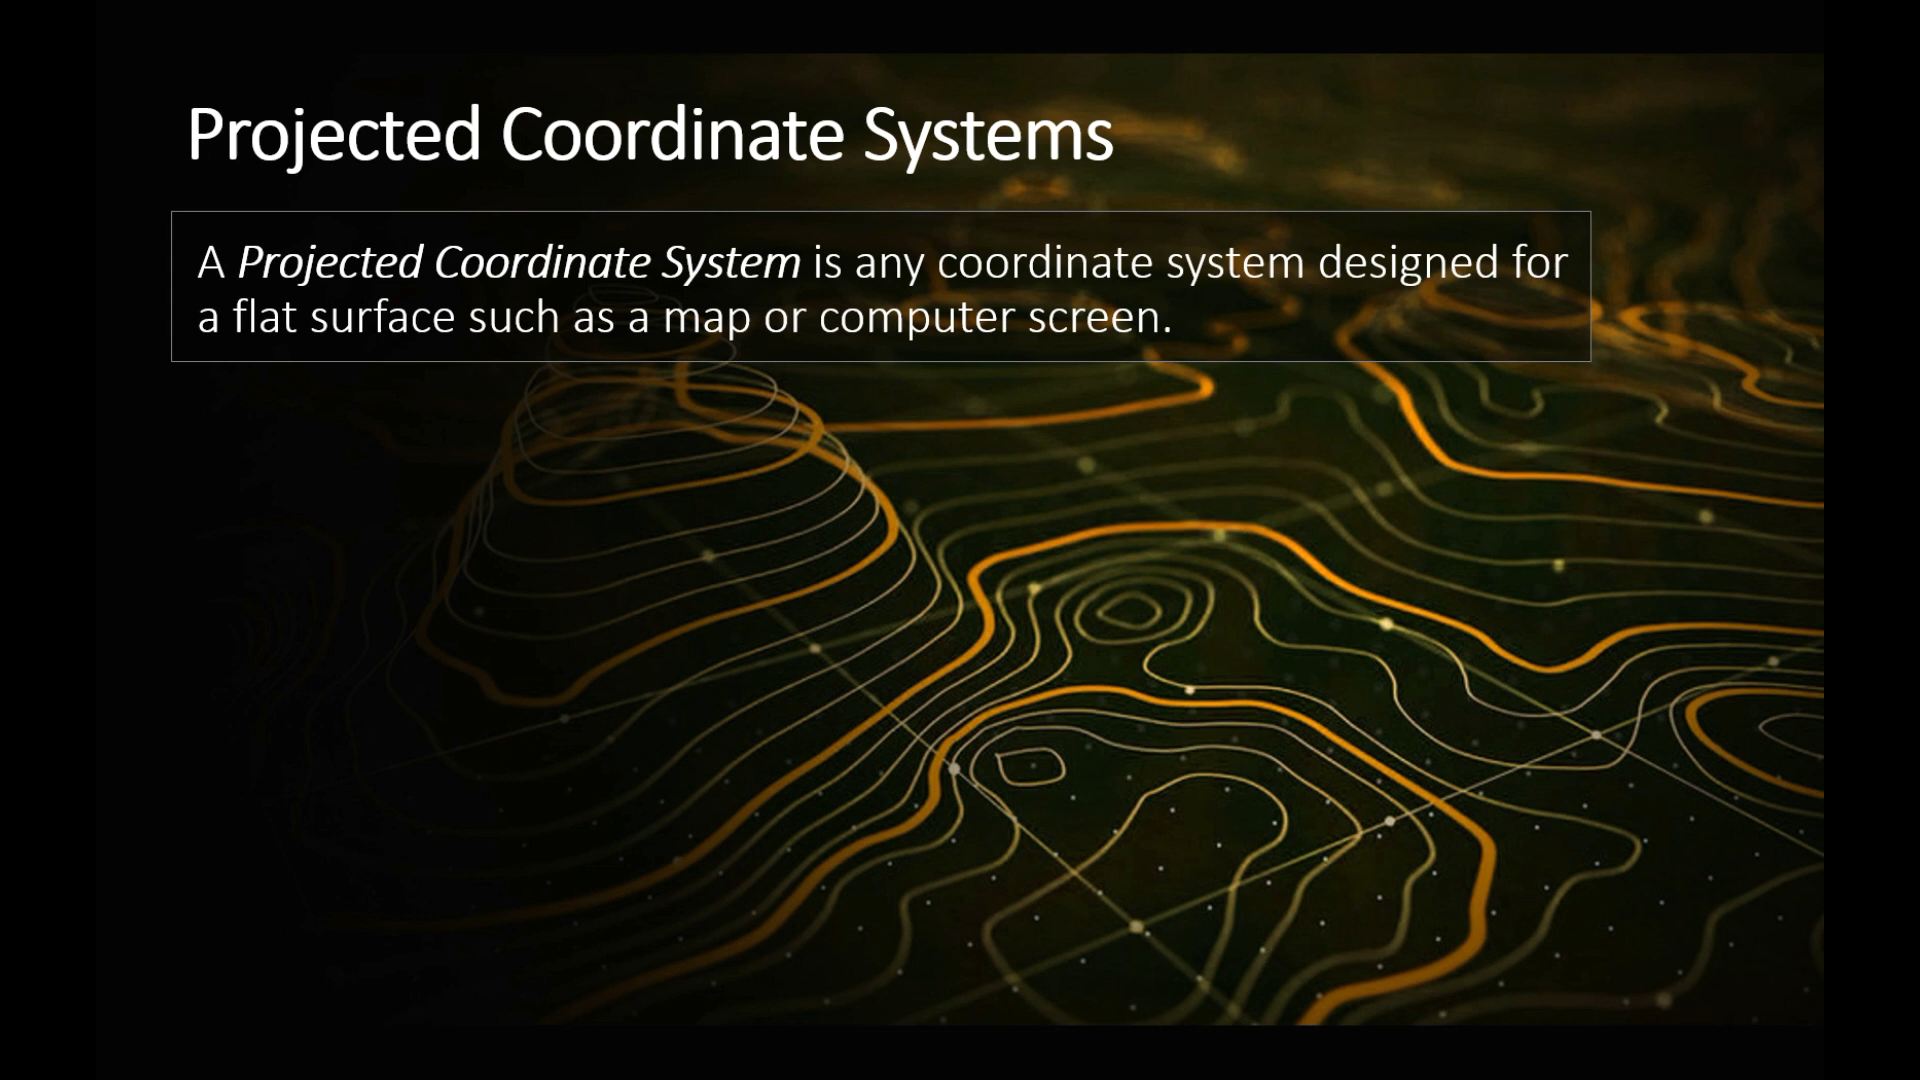 Projected Coordinate Systems
A Projected Coordinate System is any coordinate system designed for
a flat surface such as a map or computer screen.